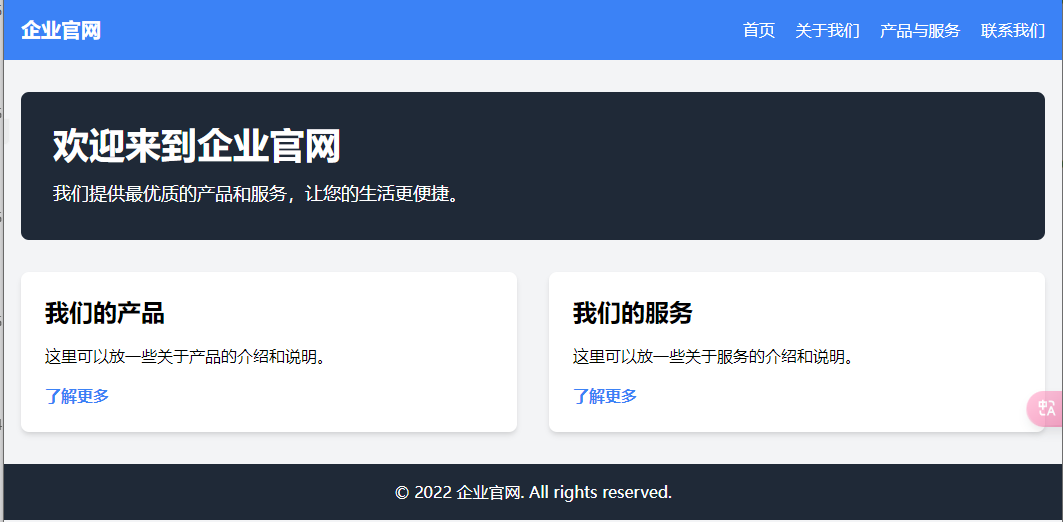 企业官网
首页 关于我们 产品与服务 联系我们
欢迎来到企业官网
我们提供最优质的产品和服务，让您的生活更便捷。
我们的产品
这里可以放一些关于产品的介绍和说明。
了解更多
我们的服务
这里可以放一些关于服务的介绍和说明。
了解更多
中A
© 2022 企业官网. All rights reserved.